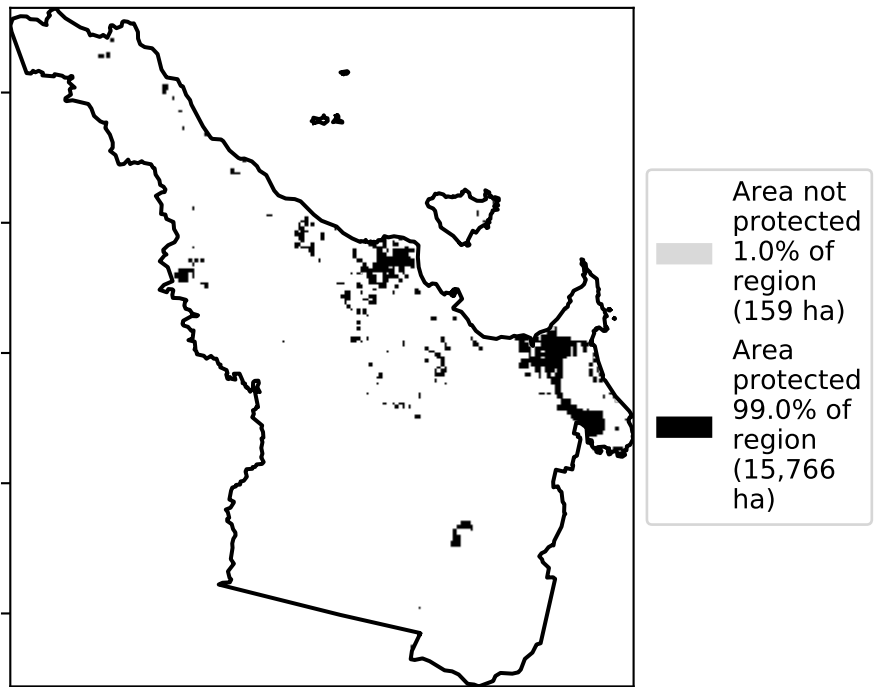 Area not
protected
1.0% of
region
(159 ha)
Area
protected
99.0% of
region
(15,766
ha)